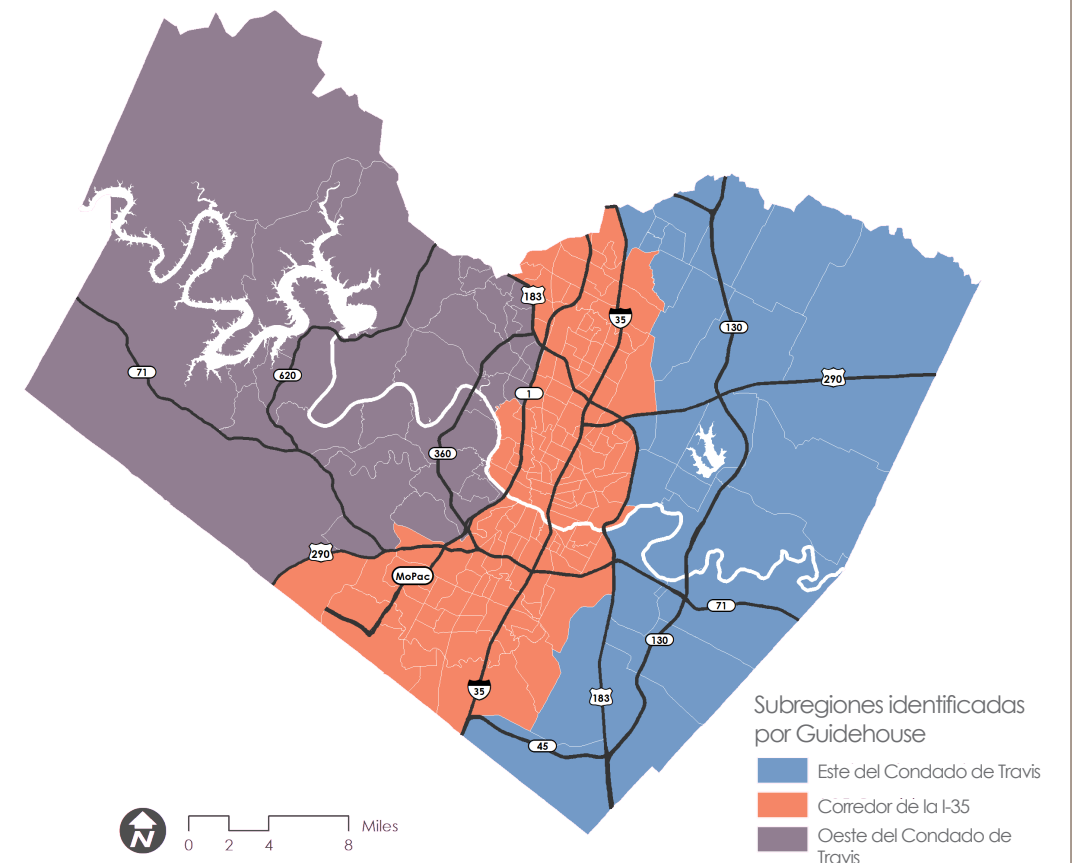 183
35
130
71
620
290
1
360
290
MoPac
71
130
35
183
45
Subregiones identificadas
por Guidehouse
Este del Condado de Travis
Corredor de la I-35
Oeste del Condado de
Travis
N
Miles
0 2 4 8